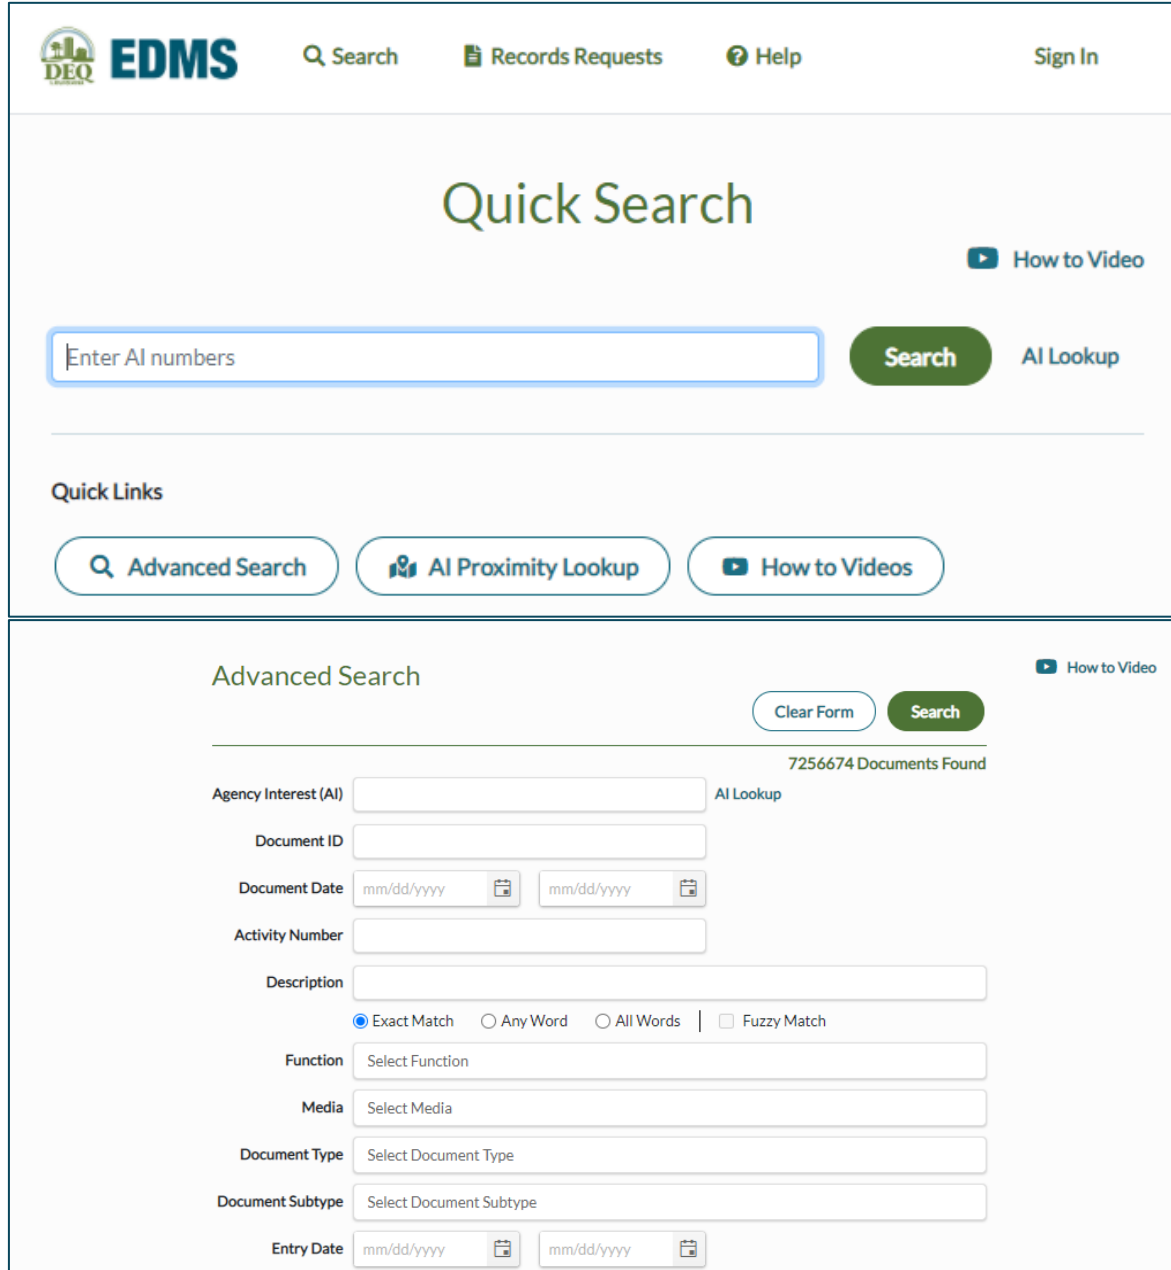 DEQ EDMS Search Records Requests Help Sign In
Quick Search
How to Video
Enter AI numbers Search AI Lookup
Quick Links
Advanced Search AI Proximity Lookup How to Videos
Advanced Search How to Video
Clear Form Search
7256674 Documents Found
Agency Interest (AI) AI Lookup
Document ID
Document Date mm/dd/yyyy mm/dd/yyyy
Activity Number
Description
Exact Match Any Word All Words | Fuzzy Match
Function Select Function
Media Select Media
Document Type Select Document Type
Document Subtype Select Document Subtype
Entry Date mm/dd/yyyy mm/dd/yyyy